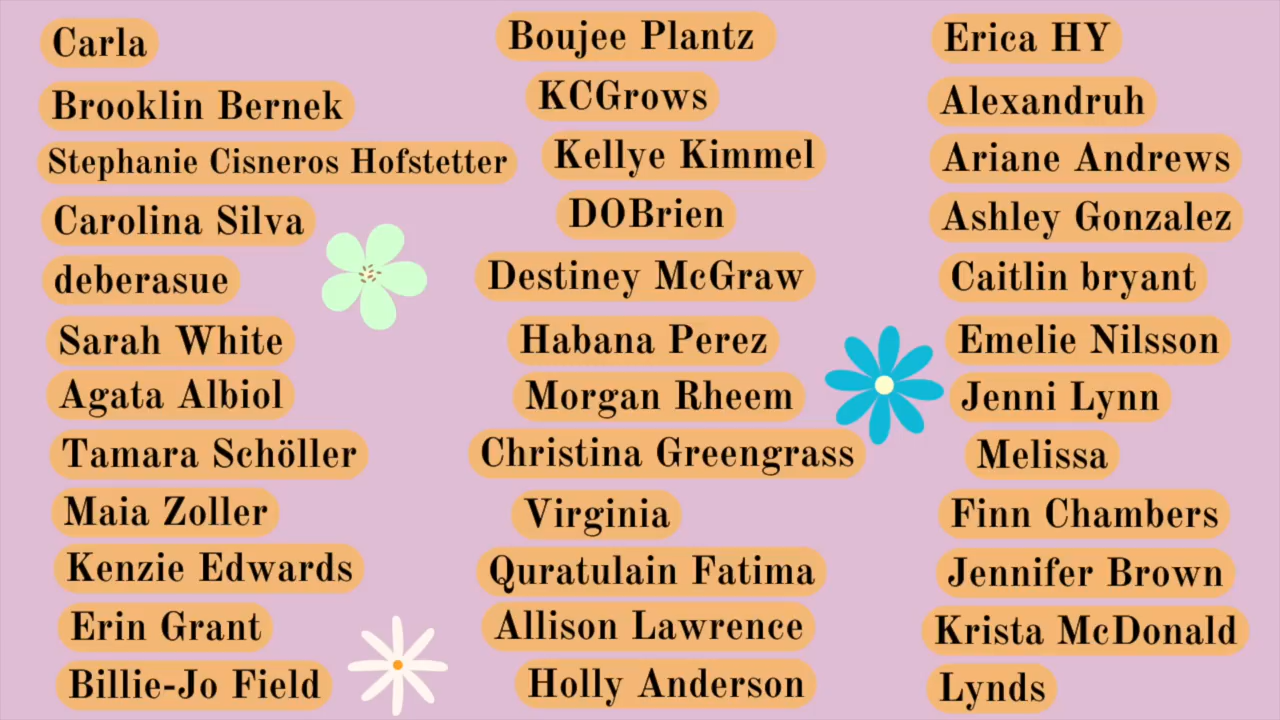 Carla
Brooklin Bernek
Stephanie Cisneros Hofstetter
Carolina Silva
deberasue
Sarah White
Agata Albiol
Tamara Schöller
Maia Zoller
Kenzie Edwards
Erin Grant
Billie-Jo Field
Boujee Plantz
KCGrows
Kellye Kimmel
DOBrien
Destiney McGraw
Habana Perez
Morgan Rheem
Christina Greengrass
Virginia
Quratulain Fatima
Allison Lawrence
Holly Anderson
Erica HY
Alexandruh
Ariane Andrews
Ashley Gonzalez
Caitlin bryant
Emelie Nilsson
Jenni Lynn
Melissa
Finn Chambers
Jennifer Brown
Krista McDonald
Lynds